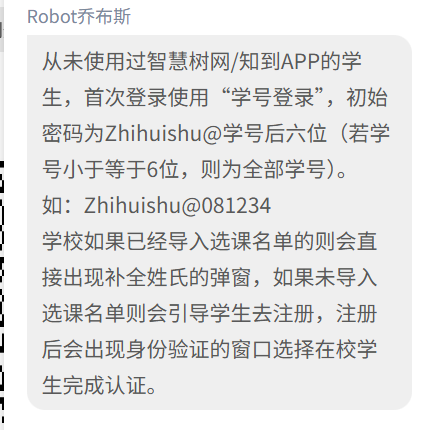 Robot乔布斯
从未使用过智慧树网/知到APP的学
生，首次登录使用“学号登录”，初始
密码为Zhihuishu@学号后六位（若学
号小于等于6位，则为全部学号）。
如：Zhihuishu@081234
学校如果已经导入选课名单的则会直
接出现补全姓氏的弹窗，如果未导入
选课名单则会引导学生去注册，注册
后会出现身份验证的窗口选择在校学
生完成认证。